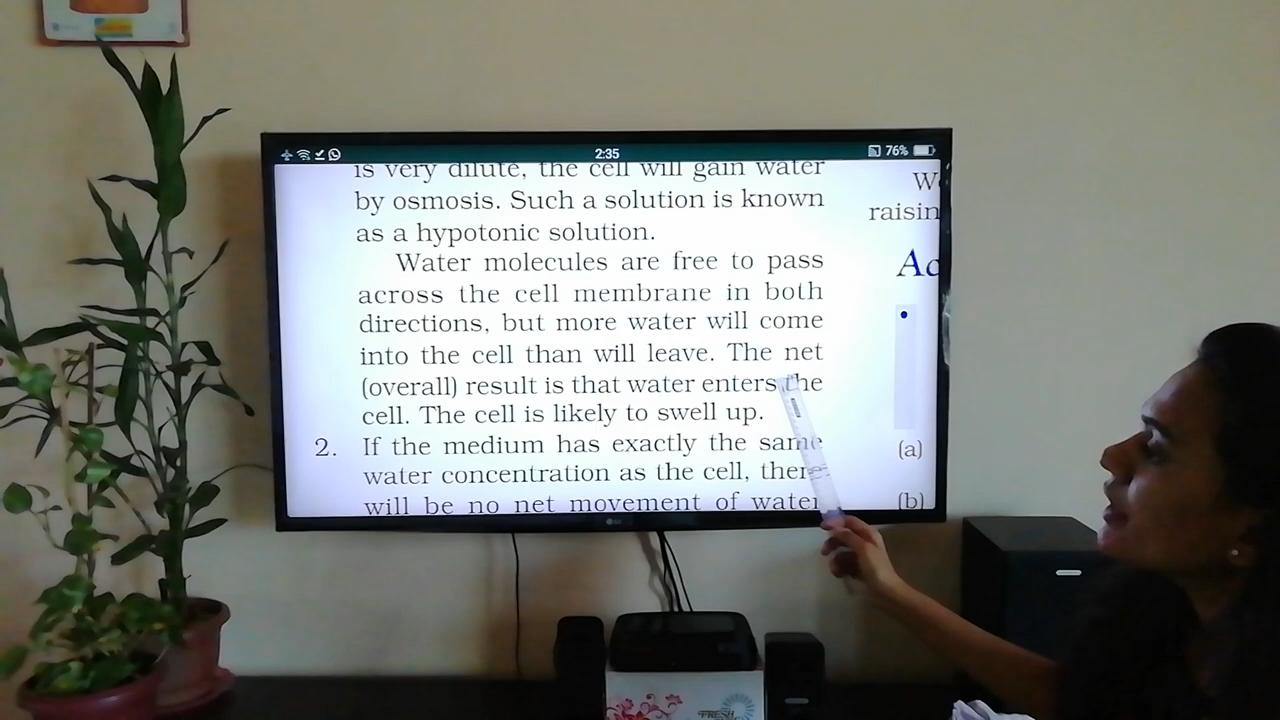 2:35
76%
is very dilute, the cell will gain water
by osmosis. Such a solution is known
as a hypotonic solution.
Water molecules are free to pass
across the cell membrane in both
directions, but more water will come
into the cell than will leave. The net
(overall) result is that water enters the
cell. The cell is likely to swell up.
2. If the medium has exactly the same
water concentration as the cell, there
will be no net movement of water
raisin
(a)
(b)
LG
FRESH